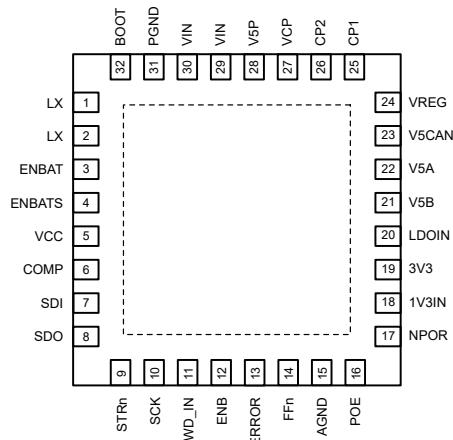 BOOT PGND VIN VIN V5P VCP CP2 CP1
32 31 30 29 28 27 26 25
LX 1 24 VREG
LX 2 23 V5CAN
ENBAT 3 22 V5A
ENBATS 4 21 V5B
VCC 5 20 LDOIN
COMP 6 19 3V3
SDI 7 18 1V3IN
SDO 8 17 NPOR
9 10 11 12 13 14 15 16
STRn SCK WD_IN ENB ERROR FFn AGND POE